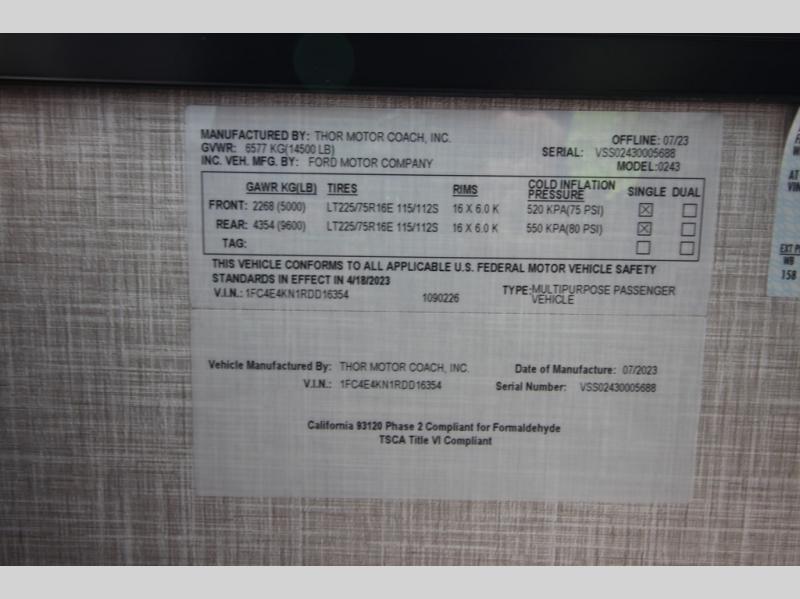 MANUFACTURED BY: THOR MOTOR COACH, INC. OFFLINE: 07/23
GVWR: 6577 KG(14500 LB) SERIAL: VSS02430005688
INC. VEH. MFG. BY: FORD MOTOR COMPANY MODEL:0243
GAWR KG(LB) TIRES RIMS COLD INFLATION PRESSURE SINGLE DUAL
FRONT: 2268 (5000) LT225/75R16E 115/112S 16 X 6.0 K 520 KPA(75 PSI) ☒ ☐
REAR: 4354 (9600) LT225/75R16E 115/112S 16 X 6.0 K 550 KPA(80 PSI) ☒ ☐
TAG: ☐ ☐
THIS VEHICLE CONFORMS TO ALL APPLICABLE U.S. FEDERAL MOTOR VEHICLE SAFETY
STANDARDS IN EFFECT IN 4/18/2023
V.I.N.: 1FC4E4KN1RDD16354 1090226 TYPE:MULTIPURPOSE PASSENGER
VEHICLE
Vehicle Manufactured By: THOR MOTOR COACH, INC. Date of Manufacture: 07/2023
V.I.N.: 1FC4E4KN1RDD16354 Serial Number: VSS02430005688
California 93120 Phase 2 Compliant for Formaldehyde
TSCA Title VI Compliant
AT
VIN
EXT P
WB
158